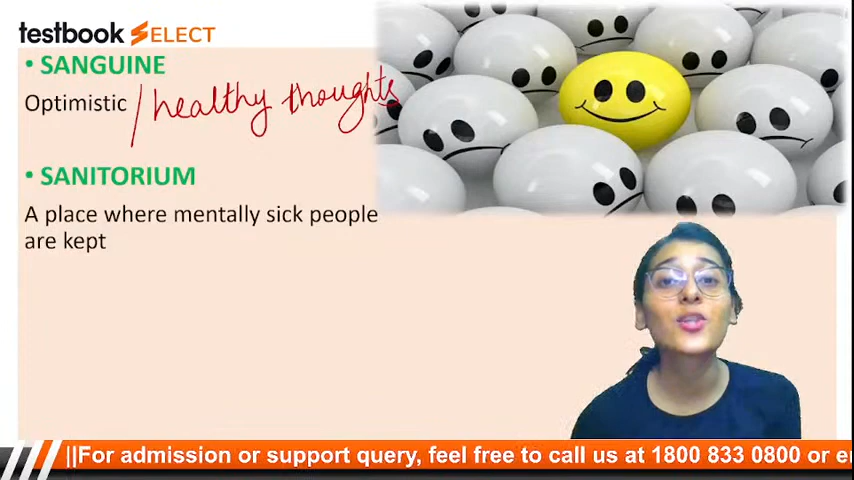 testbook SELECT
• SANGUINE
Optimistic / healthy thoughts
• SANITORIUM
A place where mentally sick people
are kept
||For admission or support query, feel free to call us at 1800 833 0800 or e